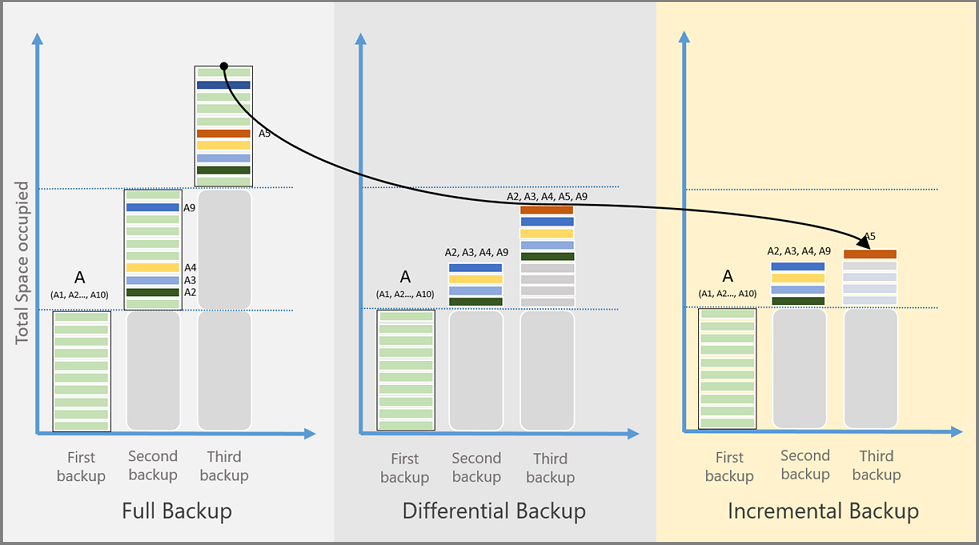 Total Space occupied
A
(A1, A2..., A10)
A9
A4
A3
A2
A5
First
backup
Second
backup
Third
backup
Full Backup
A
(A1, A2..., A10)
A2, A3, A4, A9
A2, A3, A4, A5, A9
First
backup
Second
backup
Third
backup
Differential Backup
A
(A1, A2..., A10)
A2, A3, A4, A9
A5
First
backup
Second
backup
Third
backup
Incremental Backup